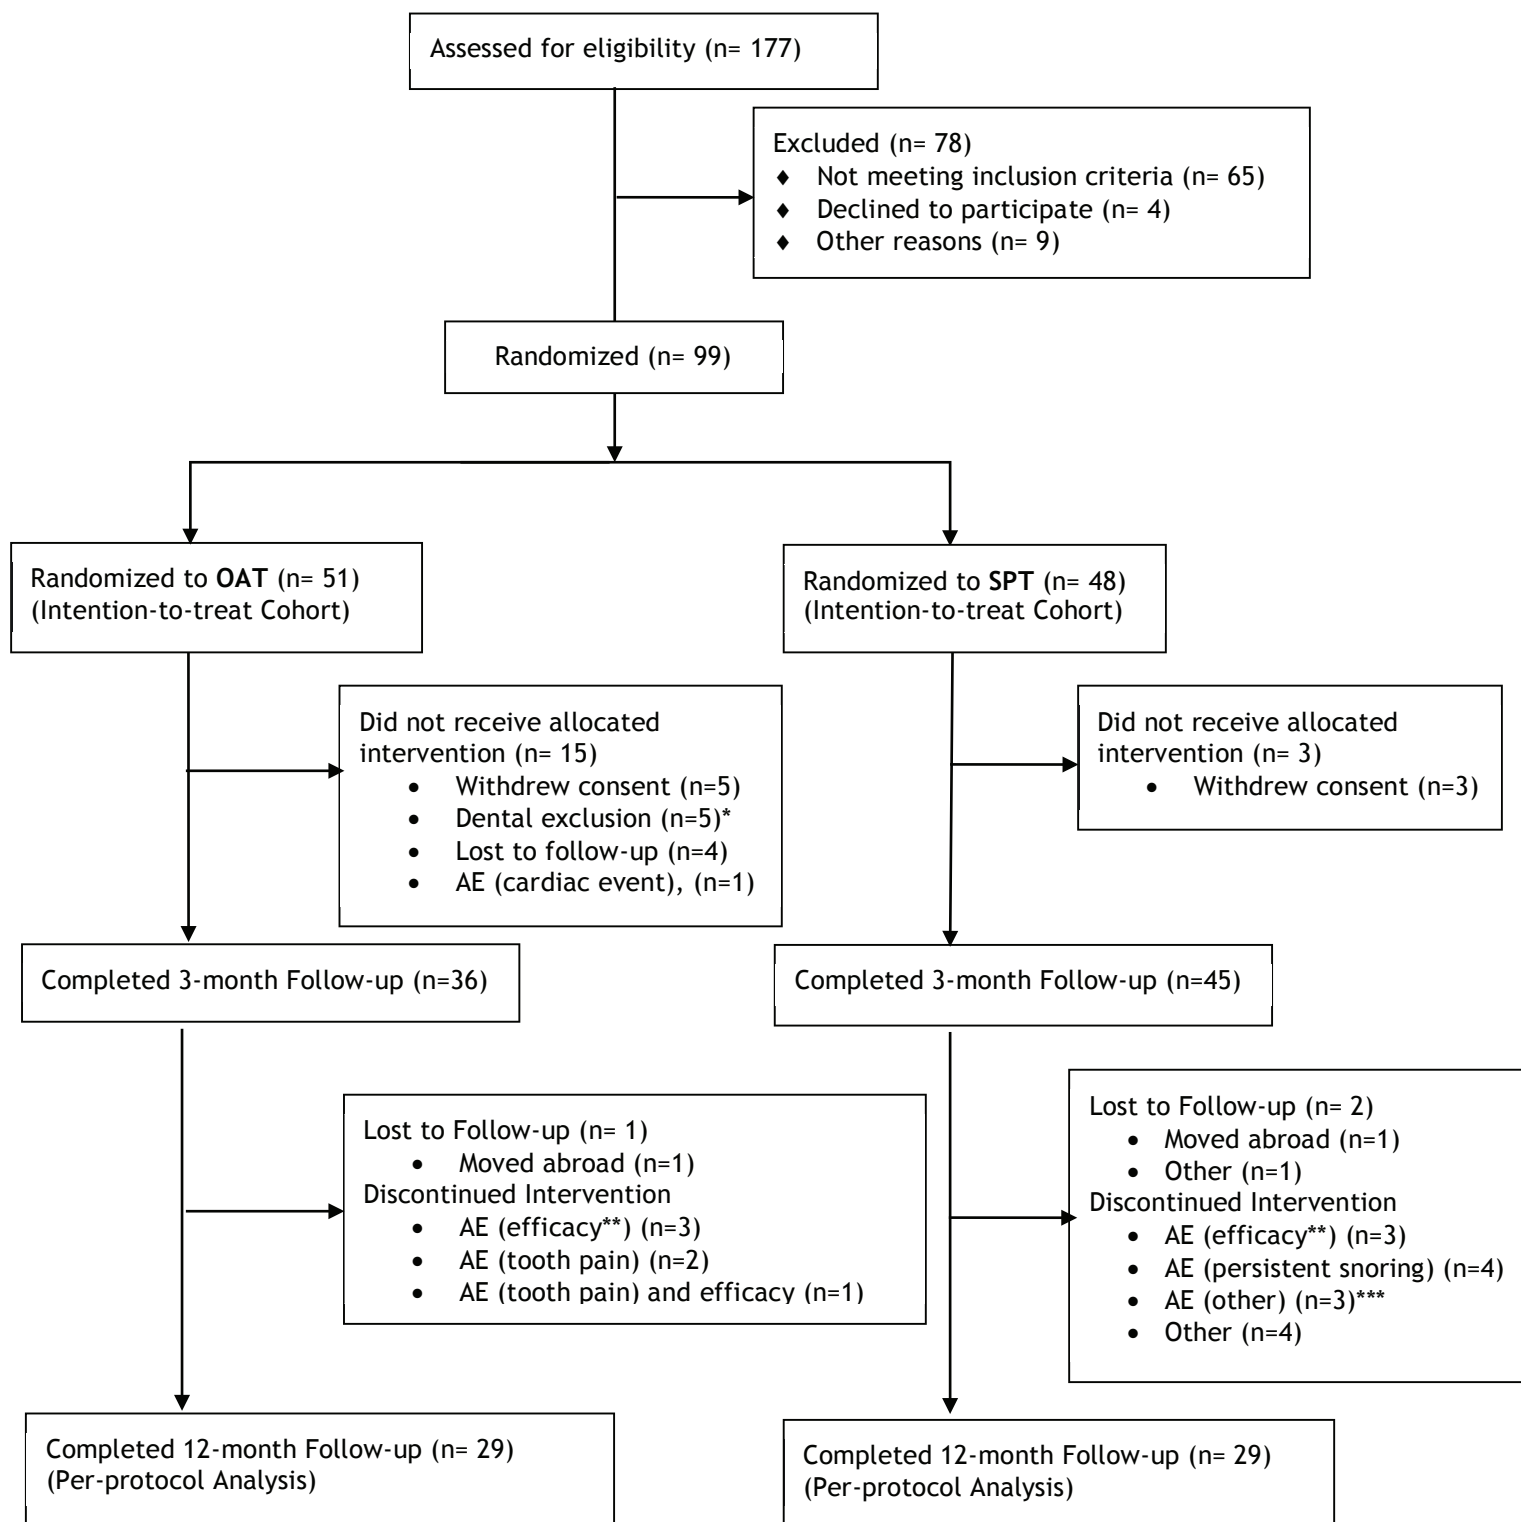 Assessed for eligibility (n= 177)
Excluded (n= 78)
♦ Not meeting inclusion criteria (n= 65)
♦ Declined to participate (n= 4)
♦ Other reasons (n= 9)
Randomized (n= 99)
Randomized to OAT (n= 51)
(Intention-to-treat Cohort)
Randomized to SPT (n= 48)
(Intention-to-treat Cohort)
Did not receive allocated
intervention (n= 15)
• Withdrew consent (n=5)
• Dental exclusion (n=5)*
• Lost to follow-up (n=4)
• AE (cardiac event), (n=1)
Did not receive allocated
intervention (n= 3)
• Withdrew consent (n=3)
Completed 3-month Follow-up (n=36)
Completed 3-month Follow-up (n=45)
Lost to Follow-up (n= 1)
• Moved abroad (n=1)
Discontinued Intervention
• AE (efficacy**) (n=3)
• AE (tooth pain) (n=2)
• AE (tooth pain) and efficacy (n=1)
Lost to Follow-up (n= 2)
• Moved abroad (n=1)
• Other (n=1)
Discontinued Intervention
• AE (efficacy**) (n=3)
• AE (persistent snoring) (n=4)
• AE (other) (n=3)***
• Other (n=4)
Completed 12-month Follow-up (n= 29)
(Per-protocol Analysis)
Completed 12-month Follow-up (n= 29)
(Per-protocol Analysis)